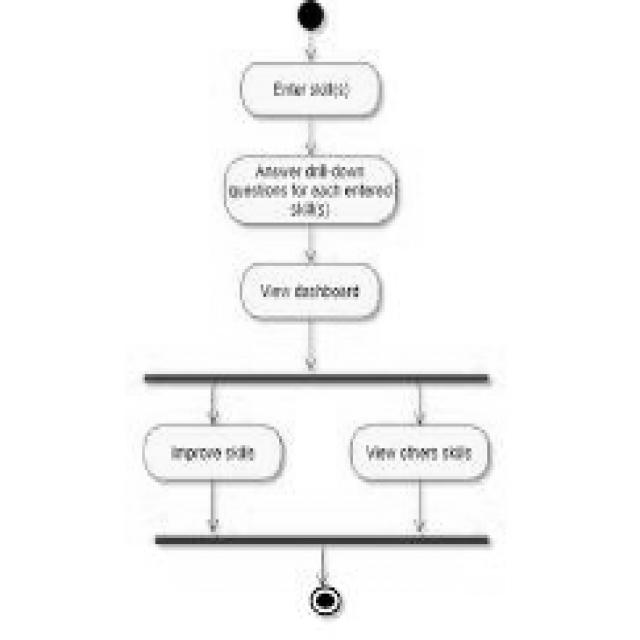 Enter skill(s)
Answer drill-down
questions for each entered
skill(s)
View dashboard
Improve skills
View others skills